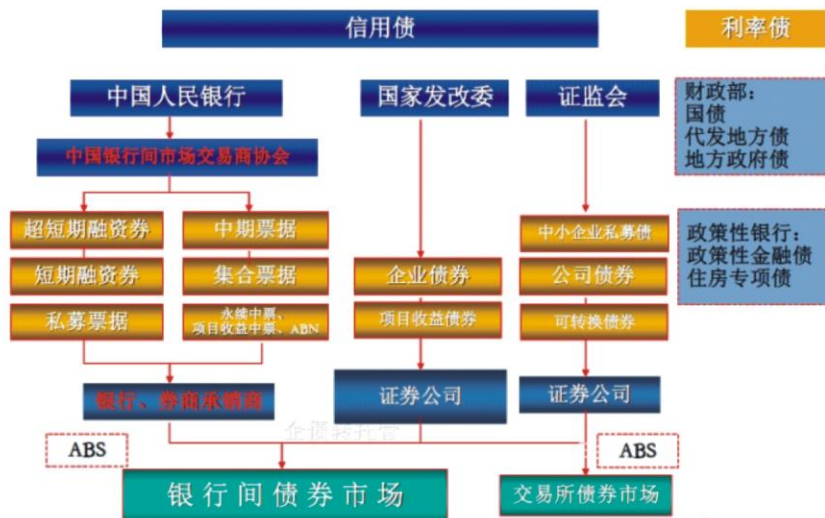 信用债
利率债
中国人民银行
国家发改委
证监会
财政部：
国债
代发地方债
地方政府债
中国银行间市场交易商协会
超短期融资券
中期票据
中小企业私募债
政策性银行：
政策性金融债
住房专项债
短期融资券
集合票据
企业债券
公司债券
私募票据
永续中票、
项目收益中票、ABN
项目收益债券
可转换债券
银行、券商承销商
证券公司
证券公司
企债转托管
ABS
ABS
银行间债券市场
交易所债券市场